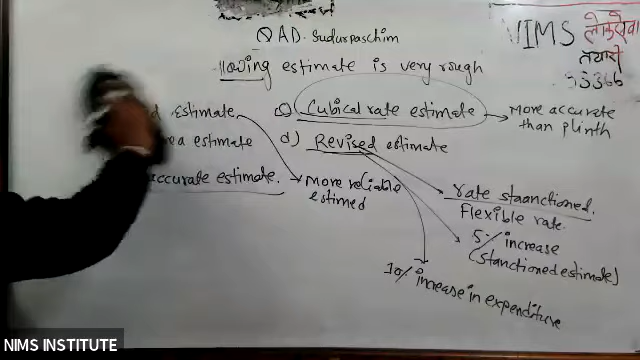 Q AD. Sudurpaschim
NIMS लोकसेवा
तयारी
llowing estimate is very rough
d estimate
c) Cubical rate estimate
More accurate
than plinth
ea estimate
d) Revised estimate
accurate estimate.
More reliable
estimed
rate staanctioned.
Flexible rate.
5% increase
(stanctioned estimate)
10% increase in expenditure
NIMS INSTITUTE